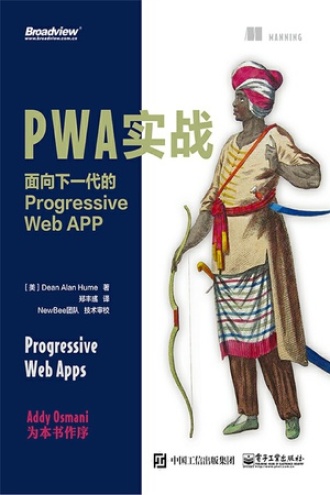 Broadview®
www.broadview.com.cn
MANNING
PWA实战
面向下一代的
Progressive
Web APP
[美] Dean Alan Hume 著
郑丰彧 译
NewBee团队 技术审校
Progressive
Web Apps
Addy Osmani
为本书作序
中国工信出版集团
电子工业出版社